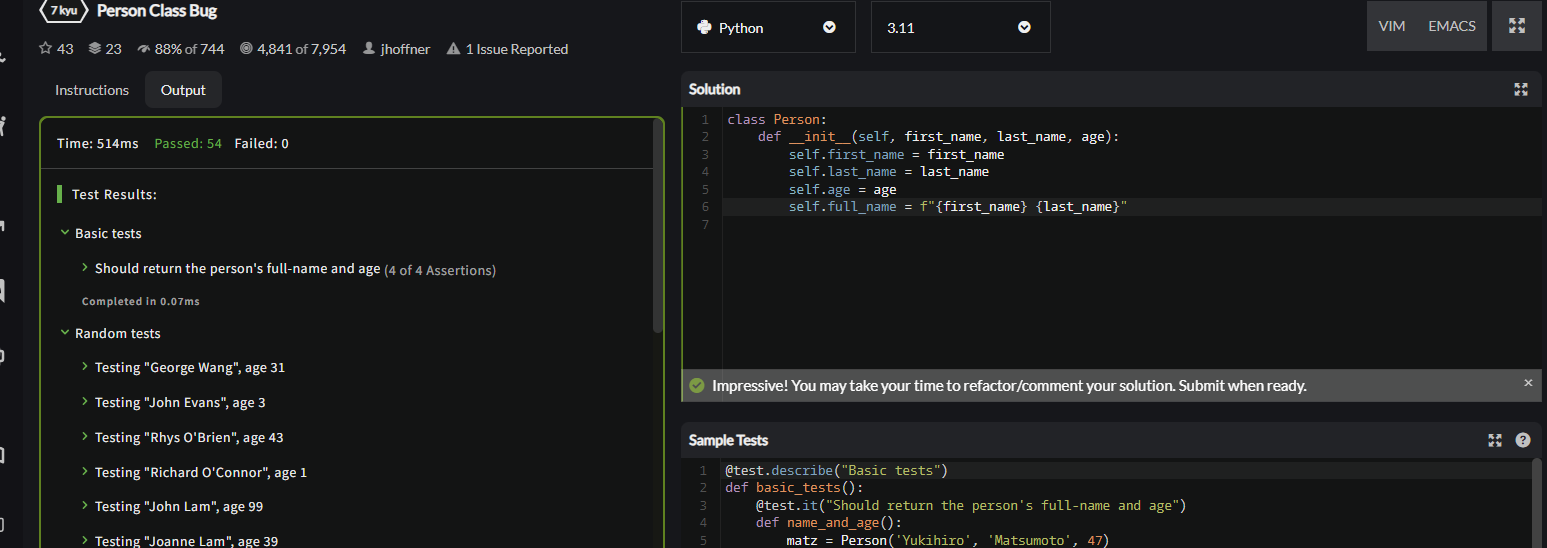 7 kyu Person Class Bug
43 23 88% of 744 4,841 of 7,954 jhoffner 1 Issue Reported
Instructions Output
Time: 514ms Passed: 54 Failed: 0
Test Results:
Basic tests
Should return the person's full-name and age (4 of 4 Assertions)
Completed in 0.07ms
Random tests
Testing "George Wang", age 31
Testing "John Evans", age 3
Testing "Rhys O'Brien", age 43
Testing "Richard O'Connor", age 1
Testing "John Lam", age 99
Testing "Joanne Lam", age 39
Python 3.11 VIM EMACS
Solution
1 class Person:
2     def __init__(self, first_name, last_name, age):
3         self.first_name = first_name
4         self.last_name = last_name
5         self.age = age
6         self.full_name = f"{first_name} {last_name}"
7
Impressive! You may take your time to refactor/comment your solution. Submit when ready. ×
Sample Tests ?
1 @test.describe("Basic tests")
2 def basic_tests():
3     @test.it("Should return the person's full-name and age")
4     def name_and_age():
5         matz = Person('Yukihiro', 'Matsumoto', 47)